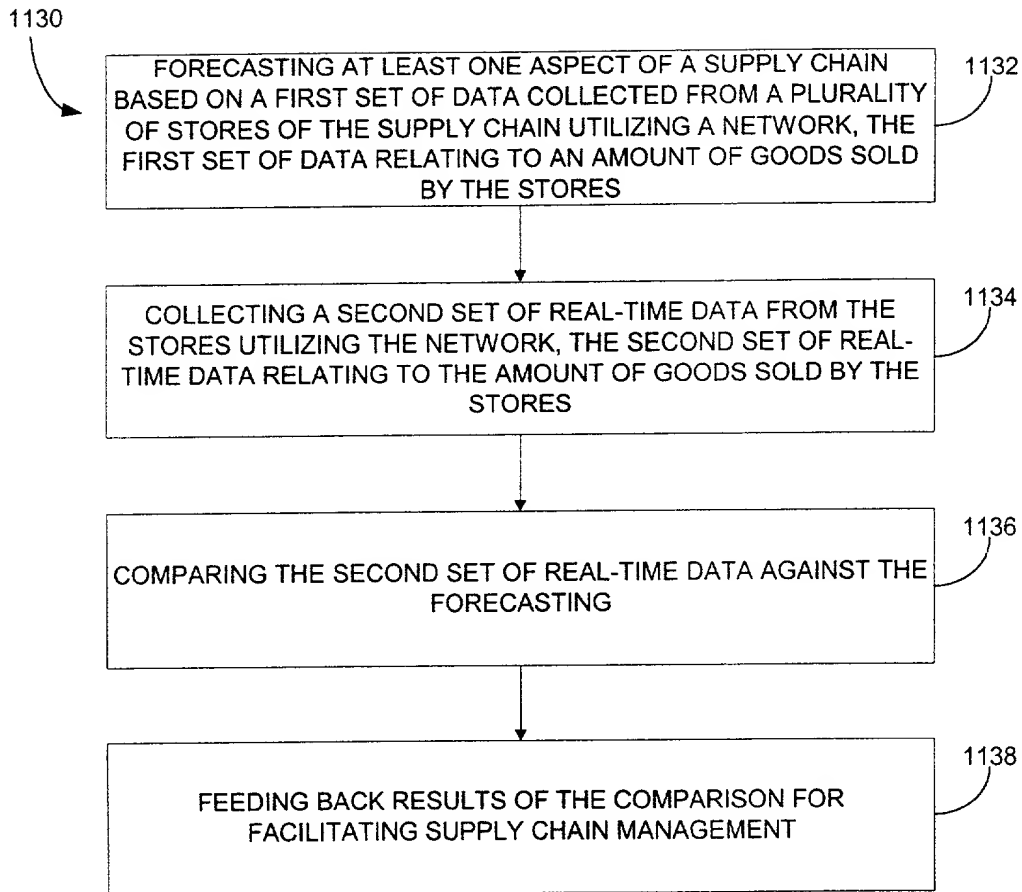 1130
FORECASTING AT LEAST ONE ASPECT OF A SUPPLY CHAIN
BASED ON A FIRST SET OF DATA COLLECTED FROM A PLURALITY
OF STORES OF THE SUPPLY CHAIN UTILIZING A NETWORK, THE
FIRST SET OF DATA RELATING TO AN AMOUNT OF GOODS SOLD
BY THE STORES
1132
COLLECTING A SECOND SET OF REAL-TIME DATA FROM THE
STORES UTILIZING THE NETWORK, THE SECOND SET OF REAL-
TIME DATA RELATING TO THE AMOUNT OF GOODS SOLD BY THE
STORES
1134
COMPARING THE SECOND SET OF REAL-TIME DATA AGAINST THE
FORECASTING
1136
FEEDING BACK RESULTS OF THE COMPARISON FOR
FACILITATING SUPPLY CHAIN MANAGEMENT
1138